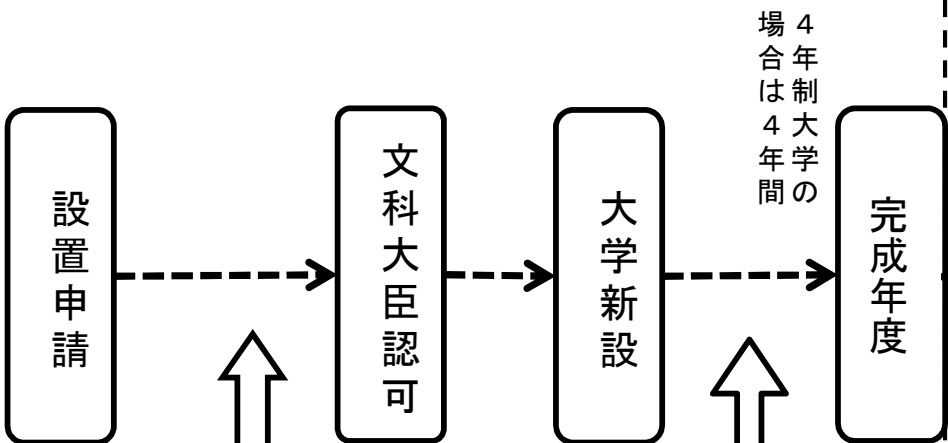 設置申請
文科大臣認可
大学新設
４年制大学の
場合は４年間
完成年度